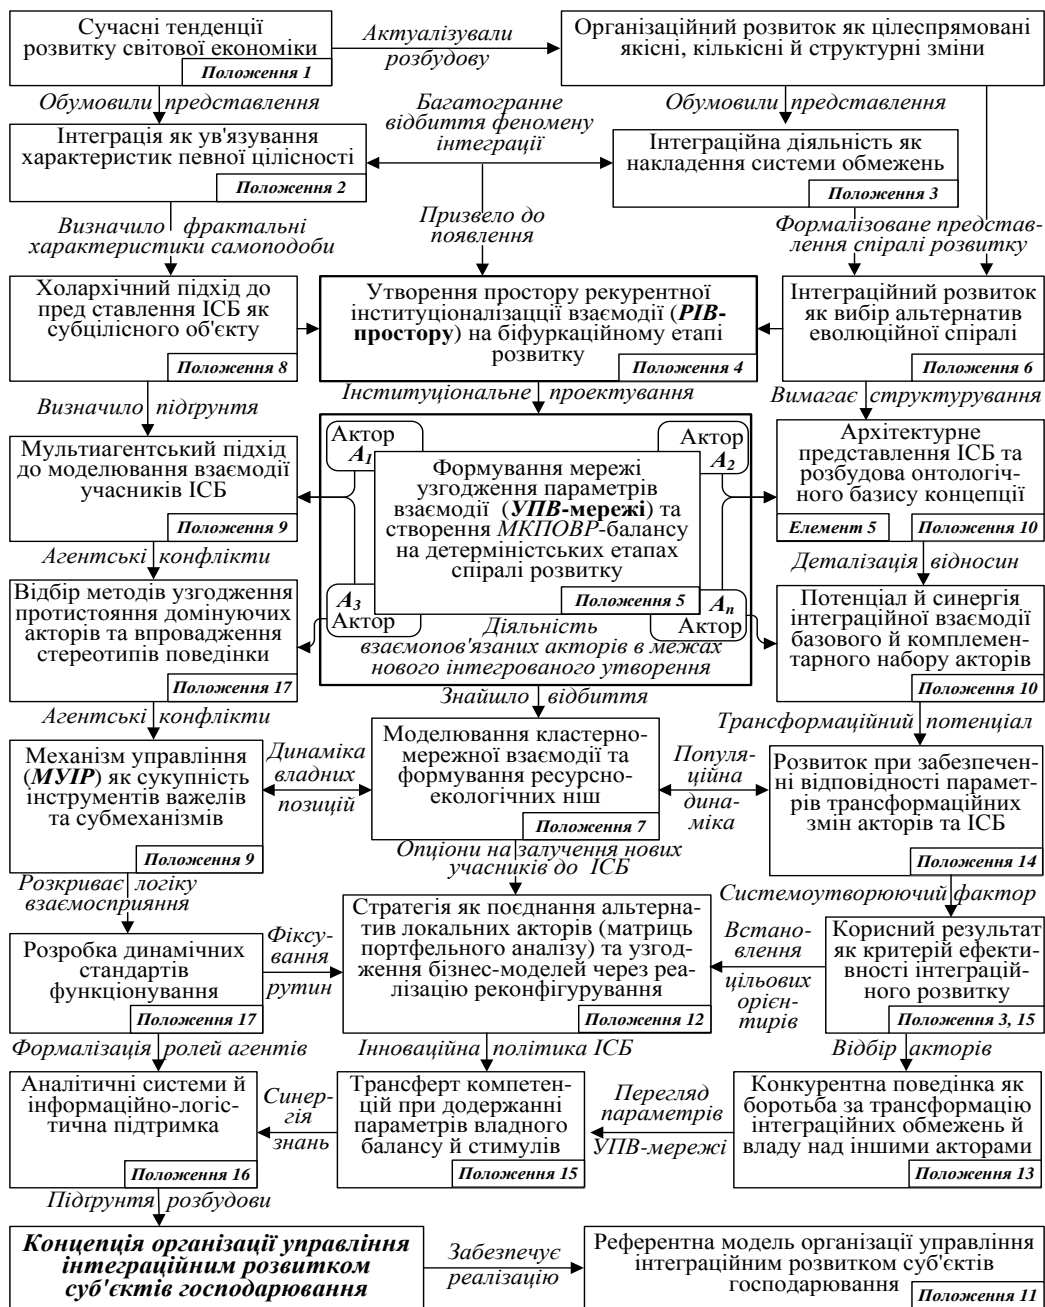 Сучасні тенденції
розвитку світової економіки
Положення 1
Актуалізували
розбудову
Організаційний розвиток як цілеспрямовані
якісні, кількісні й структурні зміни
Обумовили представлення
Багатогранне
відбиття феномену
інтеграції
Обумовили представлення
Інтеграція як ув'язування
характеристик певної цілісності
Положення 2
Інтеграційна діяльність як
накладення системи обмежень
Положення 3
Визначило фрактальні
характеристики самоподоби
Призвело до
появлення
Формалізоване представ-
лення спіралі розвитку
Холархічний підхід до
пред ставлення ІСБ як
субцілісного об'єкту
Положення 8
Утворення простору рекурентної
інституціоналізацції взаємодії (РІВ-
простору) на біфуркаційному етапі
розвитку
Положення 4
Інтеграційний розвиток
як вибір альтернатив
еволюційної спіралі
Положення 6
Визначило підґрунтя
Інституціональне проектування
Вимагає структурування
Мультиагентський підхід
до моделювання взаємодії
учасників ІСБ
Положення 9
Актор
А1
Актор
А2
Формування мережі
узгодження параметрів
взаємодії (УПВ-мережі) та
створення МКПОВР-балансу
на детерміністських етапах
спіралі розвитку
Положення 5
А3
Актор
Аn
Актор
Діяльність
взаємопов'язаних акторів в межах
нового інтегрованого утворення
Архітектурне
представлення ІСБ та
розбудова онтологіч-
ного базису концепції
Елемент 5
Положення 10
Агентські конфлікти
Деталізація відносин
Відбір методів узгодження
протистояння домінуючих
акторів та впровадження
стереотипів поведінки
Положення 17
Потенціал й синергія
інтеграційної взаємодії
базового й комплемен-
тарного набору акторів
Положення 10
Агентські конфлікти
Знайшло відбиття
Трансформаційний потенціал
Механізм управління
(МУІР) як сукупність
інструментів важелів
та субмеханізмів
Положення 9
Динаміка
владних
позицій
Моделювання кластерно-
мережної взаємодії та
формування ресурсно-
екологічних ніш
Положення 7
Популя-
ційна
дина-
міка
Розвиток при забезпечен-
ні відповідності парамет-
рів трансформаційних
змін акторів та ІСБ
Положення 14
Розкриває логіку
взаємосприяння
Опціони на залучення нових
учасників до ІСБ
Системоутворюючий фактор
Розробка динамічних
стандартів
функціонування
Положення 17
Фіксу-
вання
рутин
Стратегія як поєднання альтерна-
тив локальних акторів (матриць
портфельного аналізу) та узгод-
ження бізнес-моделей через реа-
лізацію реконфігурування
Положення 12
Встано-
влення
цільових
орієн-
тирів
Корисний результат
як критерій ефекти-
вності інтеграцій-
ного розвитку
Положення 3, 15
Формалізація ролей агентів
Інноваційна політика ІСБ
Відбір акторів
Аналітичні системи й
інформаційно-логіс-
тична підтримка
Положення 16
Синер-
гія
знань
Трансферт компетен-
цій при додержанні
параметрів владного
балансу й стимулів
Положення 15
Перегляд
параметрів
УПВ-мережі
Конкурентна поведінка як
боротьба за трансформацію
інтеграційних обмежень й
владу над іншими акторами
Положення 13
Підґрунтя розбудови
Концепція організації управління
інтеграційним розвитком
суб'єктів господарювання
Забезпечує
реалізацію
Референтна модель організації управління
інтеграційним розвитком суб'єктів
господарювання
Положення 11